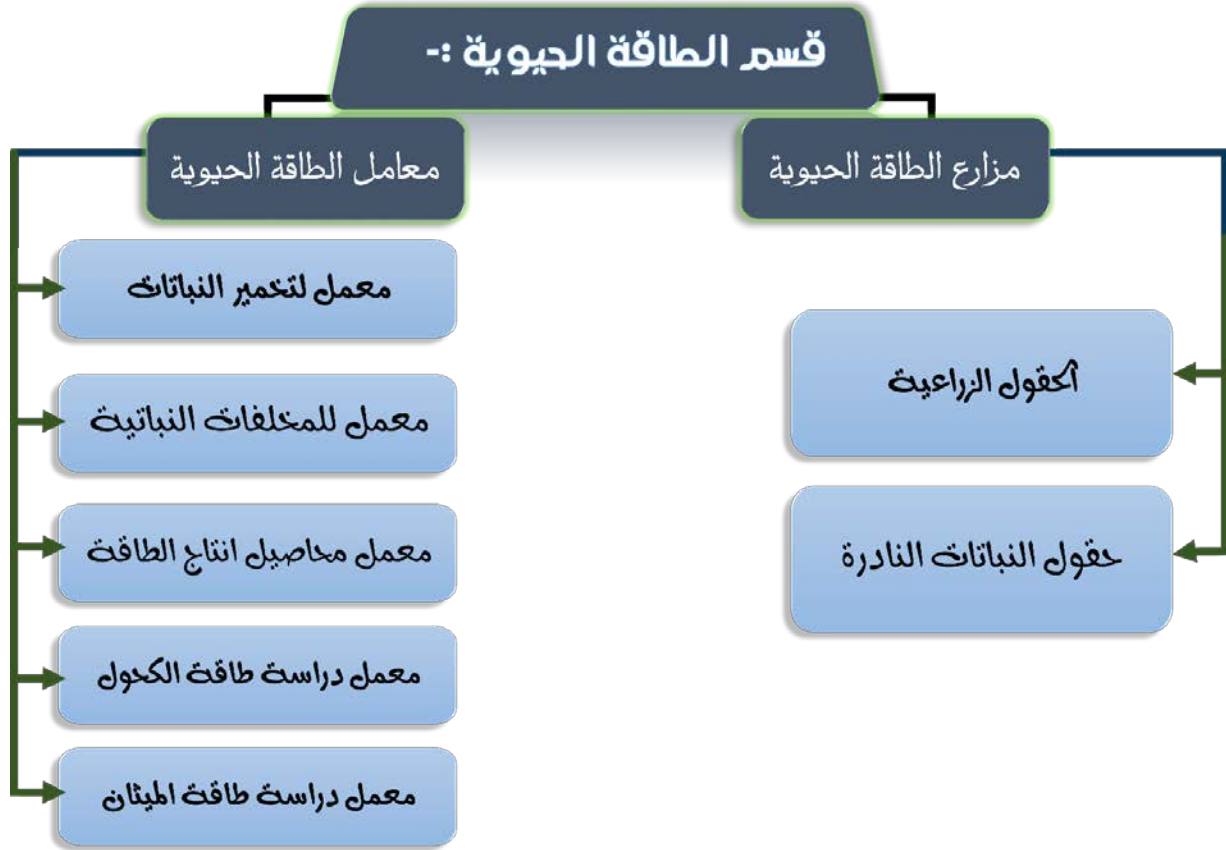 قسم الطاقة الحيوية :-
مزارع الطاقة الحيوية
الحقول الزراعية
حقول النباتات النادرة
معامل الطاقة الحيوية
معمل لتخمير النباتات
معمل للمخلفات النباتية
معمل محاصيل انتاج الطاقة
معمل دراسة طاقة الكحول
معمل دراسة طاقة الميثان